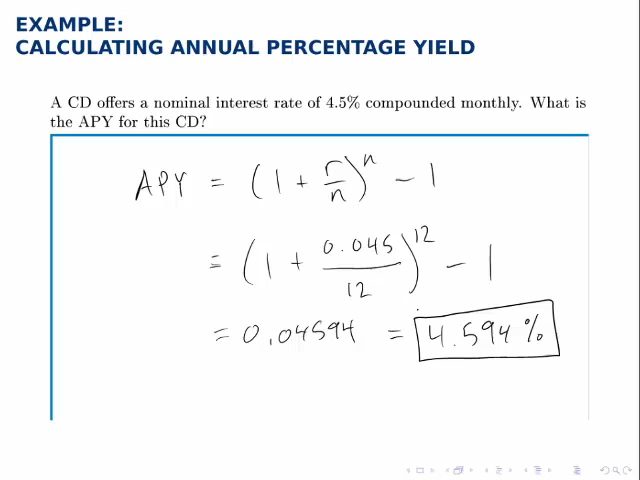 EXAMPLE:
CALCULATING ANNUAL PERCENTAGE YIELD
A CD offers a nominal interest rate of 4.5% compounded monthly. What is
the APY for this CD?
APY = (1 + r/n)^n − 1
= (1 + 0.045/12)^12 − 1
= 0.04594 = 4.594%